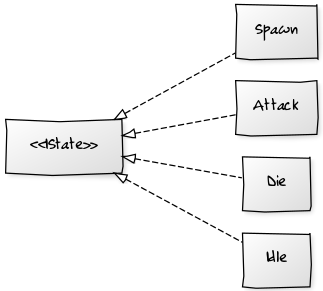 Spawn
Attack
<<IState>>
Die
Idle